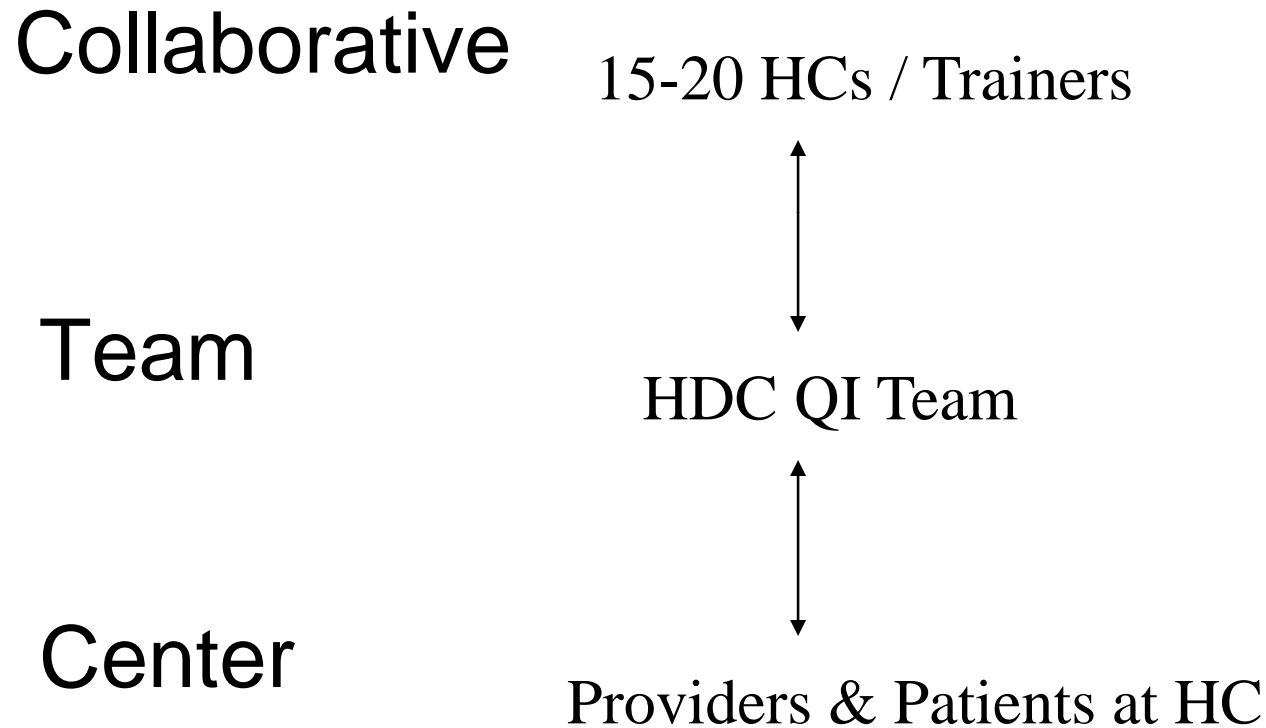 Collaborative
15-20 HCs / Trainers
Team
HDC QI Team
Center
Providers & Patients at HC